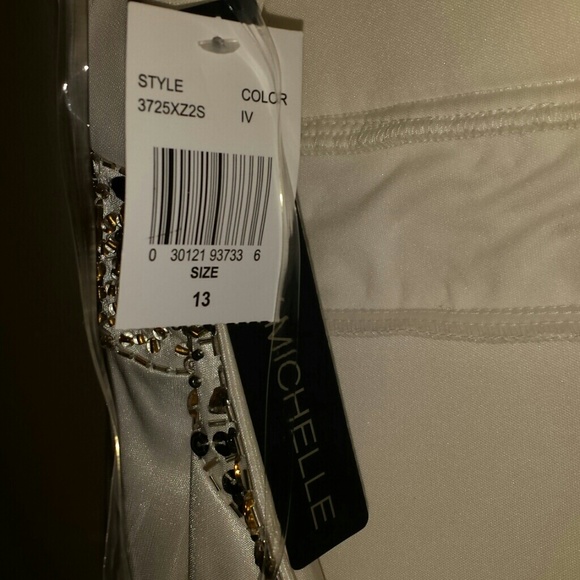 STYLE
3725XZ2S
COLOR
IV
0 30121 93733 6
SIZE
13
MICHELLE